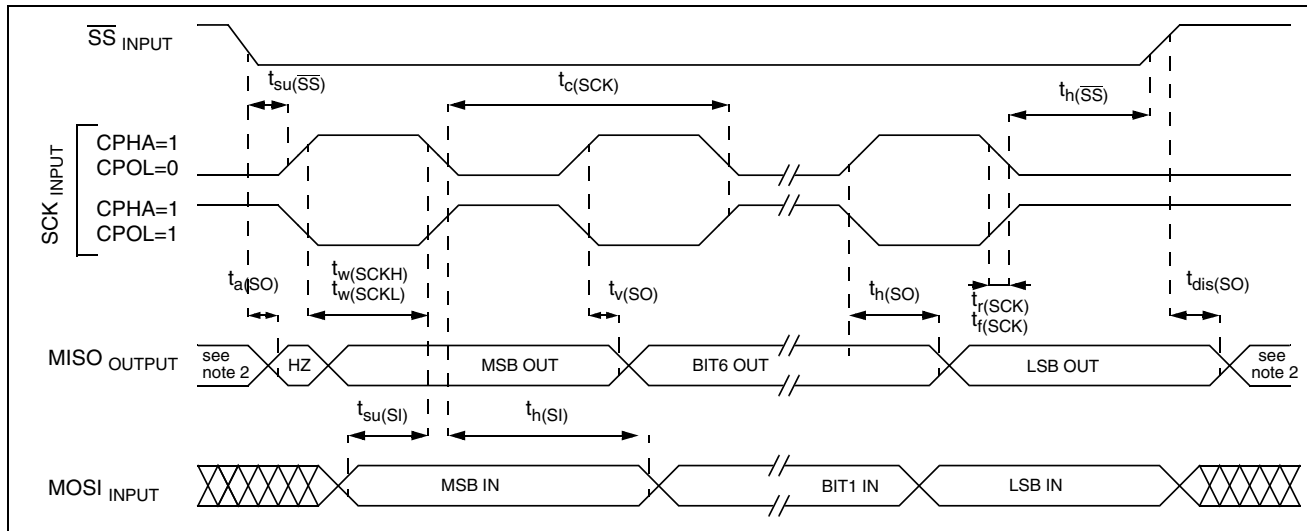 SS INPUT
tsu(SS)
tc(SCK)
th(SS)
SCK INPUT
CPHA=1
CPOL=0
CPHA=1
CPOL=1
ta(SO)
tw(SCKH)
tw(SCKL)
tv(SO)
th(SO)
tr(SCK)
tf(SCK)
tdis(SO)
MISO OUTPUT
see
note 2
HZ
MSB OUT
BIT6 OUT
LSB OUT
see
note 2
tsu(SI)
th(SI)
MOSI INPUT
MSB IN
BIT1 IN
LSB IN